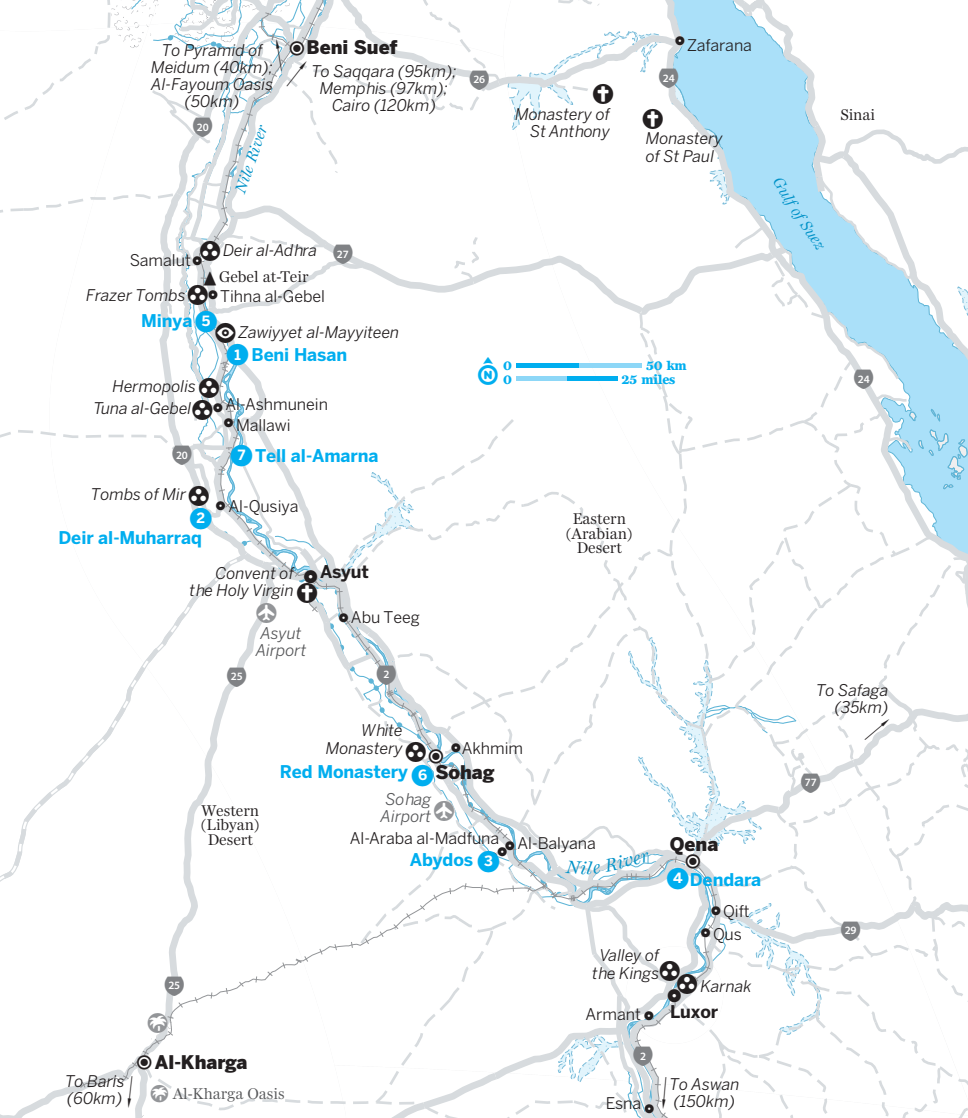 To Pyramid of
Meidum (40km);
Al-Fayoum Oasis
(50km)
Beni Suef
To Saqqara (95km);
Memphis (97km);
Cairo (120km)
26
Zafarana
24
Monastery of
St Anthony
Monastery
of St Paul
Sinai
20
Nile River
Gulf of Suez
Deir al-Adhra
Samalut
27
Gebel at-Teir
Frazer Tombs
Tihna al-Gebel
Minya
5
Zawiyyet al-Mayyiteen
1
Beni Hasan
0
50 km
N
0
25 miles
24
Hermopolis
Tuna al-Gebel
Al-Ashmunein
Mallawi
20
7
Tell al-Amarna
Tombs of Mir
Al-Qusiya
2
Deir al-Muharraq
Eastern
(Arabian)
Desert
Convent of
the Holy Virgin
Asyut
Asyut
Airport
Abu Teeg
25
2
To Safaga
(35km)
White
Monastery
Akhmim
Red Monastery
6
Sohag
77
Sohag
Airport
Western
(Libyan)
Desert
Al-Araba al-Madfuna
Al-Balyana
Abydos
3
Nile River
Qena
4
Dendara
Qift
29
Qus
Valley of
the Kings
Karnak
25
Armant
Luxor
Al-Kharga
2
To Baris
(60km)
Al-Kharga Oasis
To Aswan
(150km)
Esna